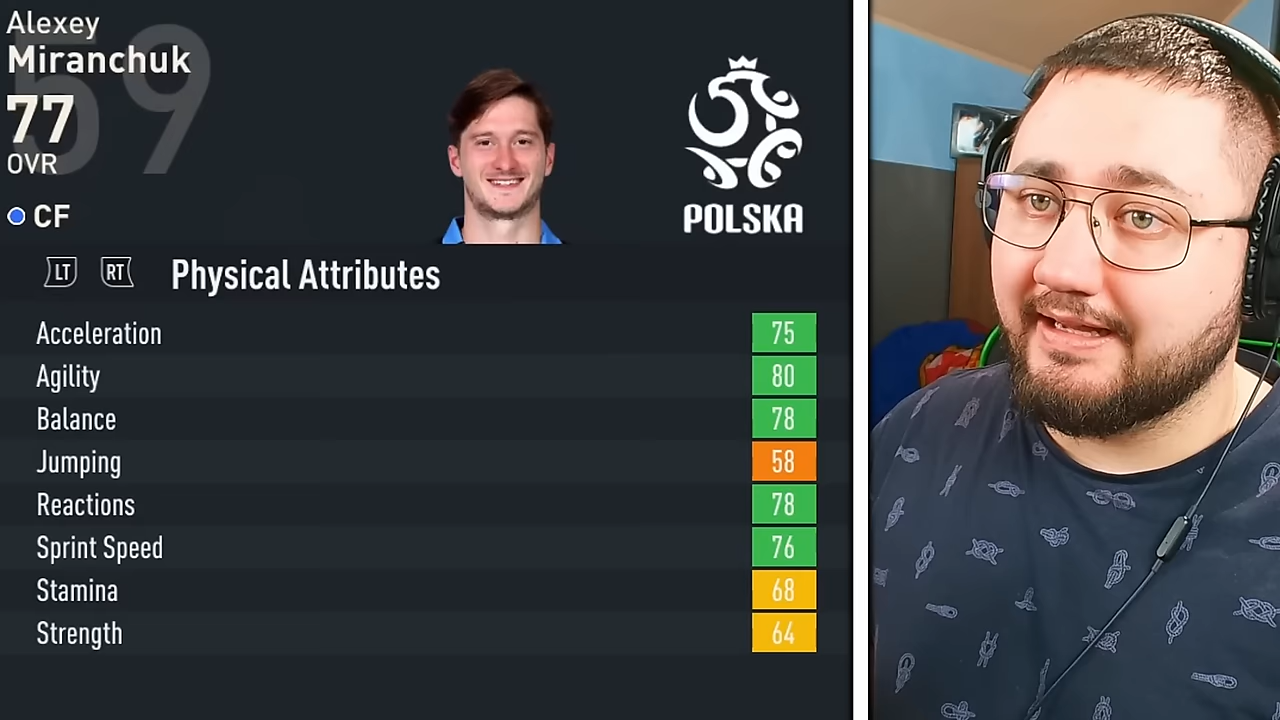 Alexey
Miranchuk
59
77
OVR
CF
POLSKA
LT RT Physical Attributes
Acceleration 75
Agility 80
Balance 78
Jumping 58
Reactions 78
Sprint Speed 76
Stamina 68
Strength 64